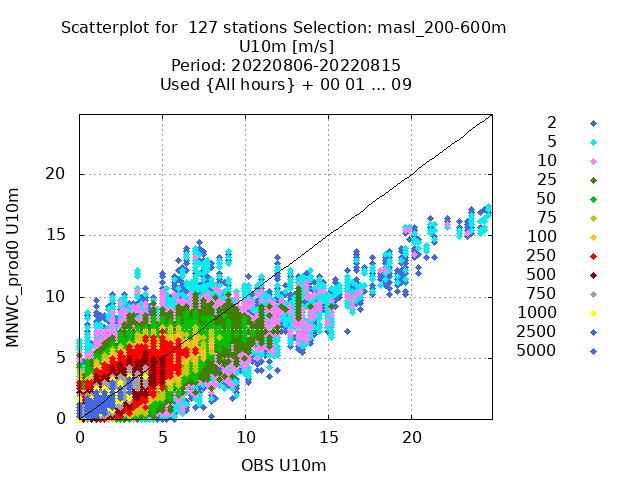 Scatterplot for  127 stations Selection: masl_200-600m
U10m [m/s]
Period: 20220806-20220815
Used {All hours} + 00 01 ... 09
MNWC_prod0 U10m
20
15
10
5
0
0 5 10 15 20
OBS U10m
2
5
10
25
50
75
100
250
500
750
1000
2500
5000